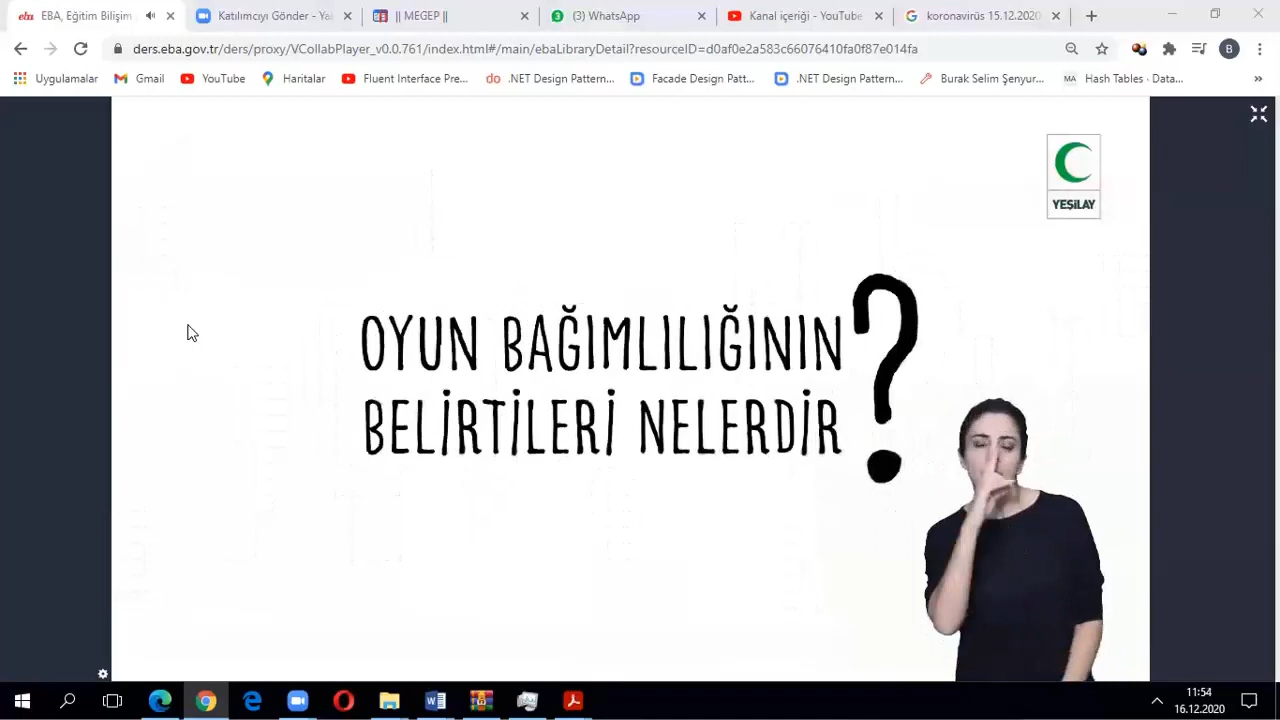 EBA, Eğitim Bilişim
Katılımcıyı Gönder - Ya
|| MEGEP ||
(3) WhatsApp
Kanal içeriği - YouTube
koronavirüs 15.12.2020
ders.eba.gov.tr/ders/proxy/VCollabPlayer_v0.0.761/index.html#/main/ebaLibraryDetail?resourceID=d0af0e2a583c66076410fa0f87e014fa
B
Uygulamalar
Gmail
YouTube
Haritalar
Fluent Interface Pre...
.NET Design Pattern...
Facade Design Patt...
.NET Design Pattern...
Burak Selim Şenyur...
Hash Tables - Data...
YEŞİLAY
OYUN BAĞIMLILIĞININ
BELİRTİLERİ NELERDİR?
11:54
16.12.2020